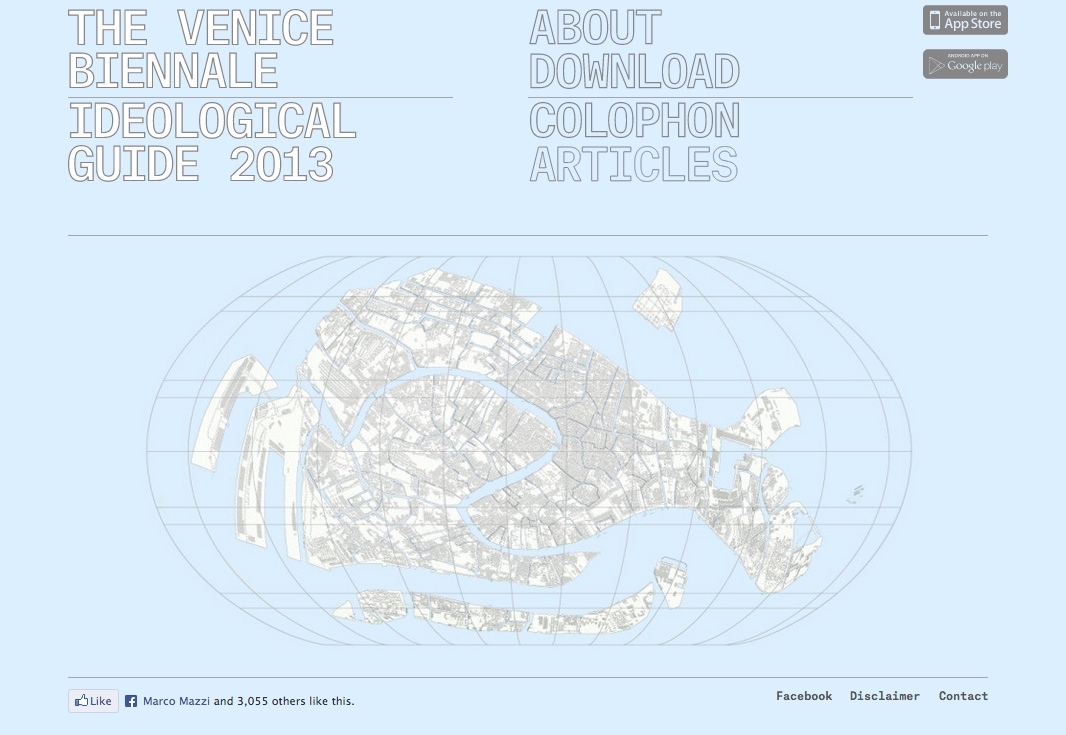 THE VENICE
BIENNALE
IDEOLOGICAL
GUIDE 2013
ABOUT
DOWNLOAD
COLOPHON
ARTICLES
Available on the
App Store
ANDROID APP ON
Google play
Like
Marco Mazzi and 3,055 others like this.
Facebook Disclaimer Contact